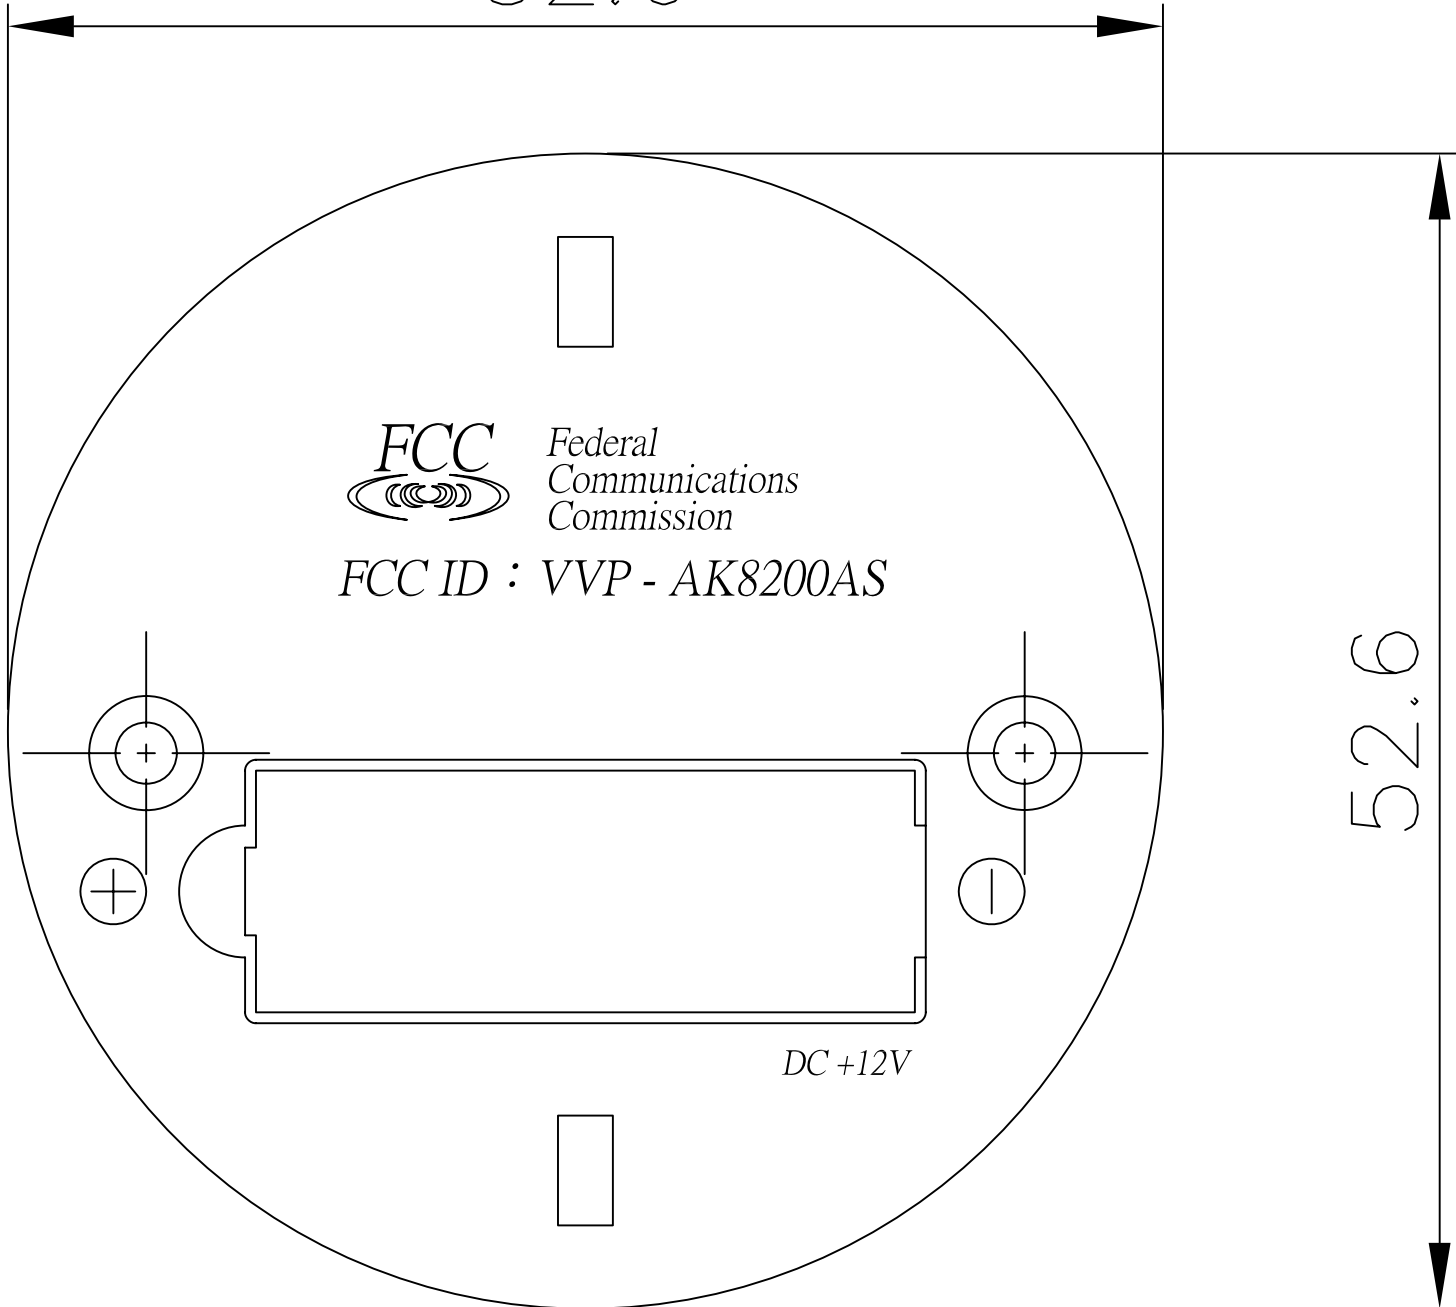 FCC
Federal
Communications
Commission
FCC ID : VVP - AK8200AS
52.6
DC +12V